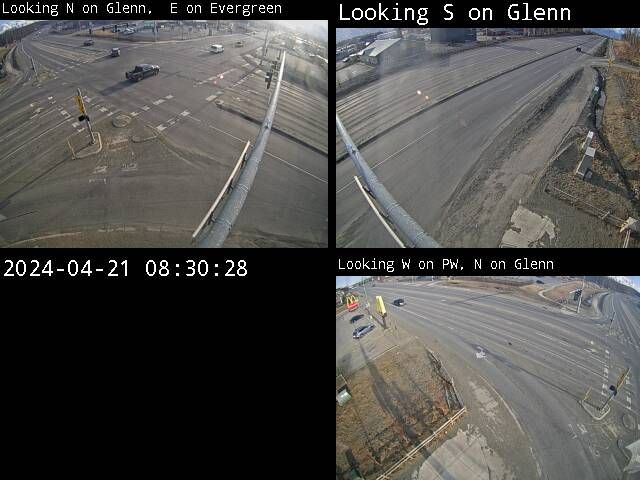 Looking N on Glenn, E on Evergreen
Looking S on Glenn
2024-04-21 08:30:28
Looking W on PW, N on Glenn